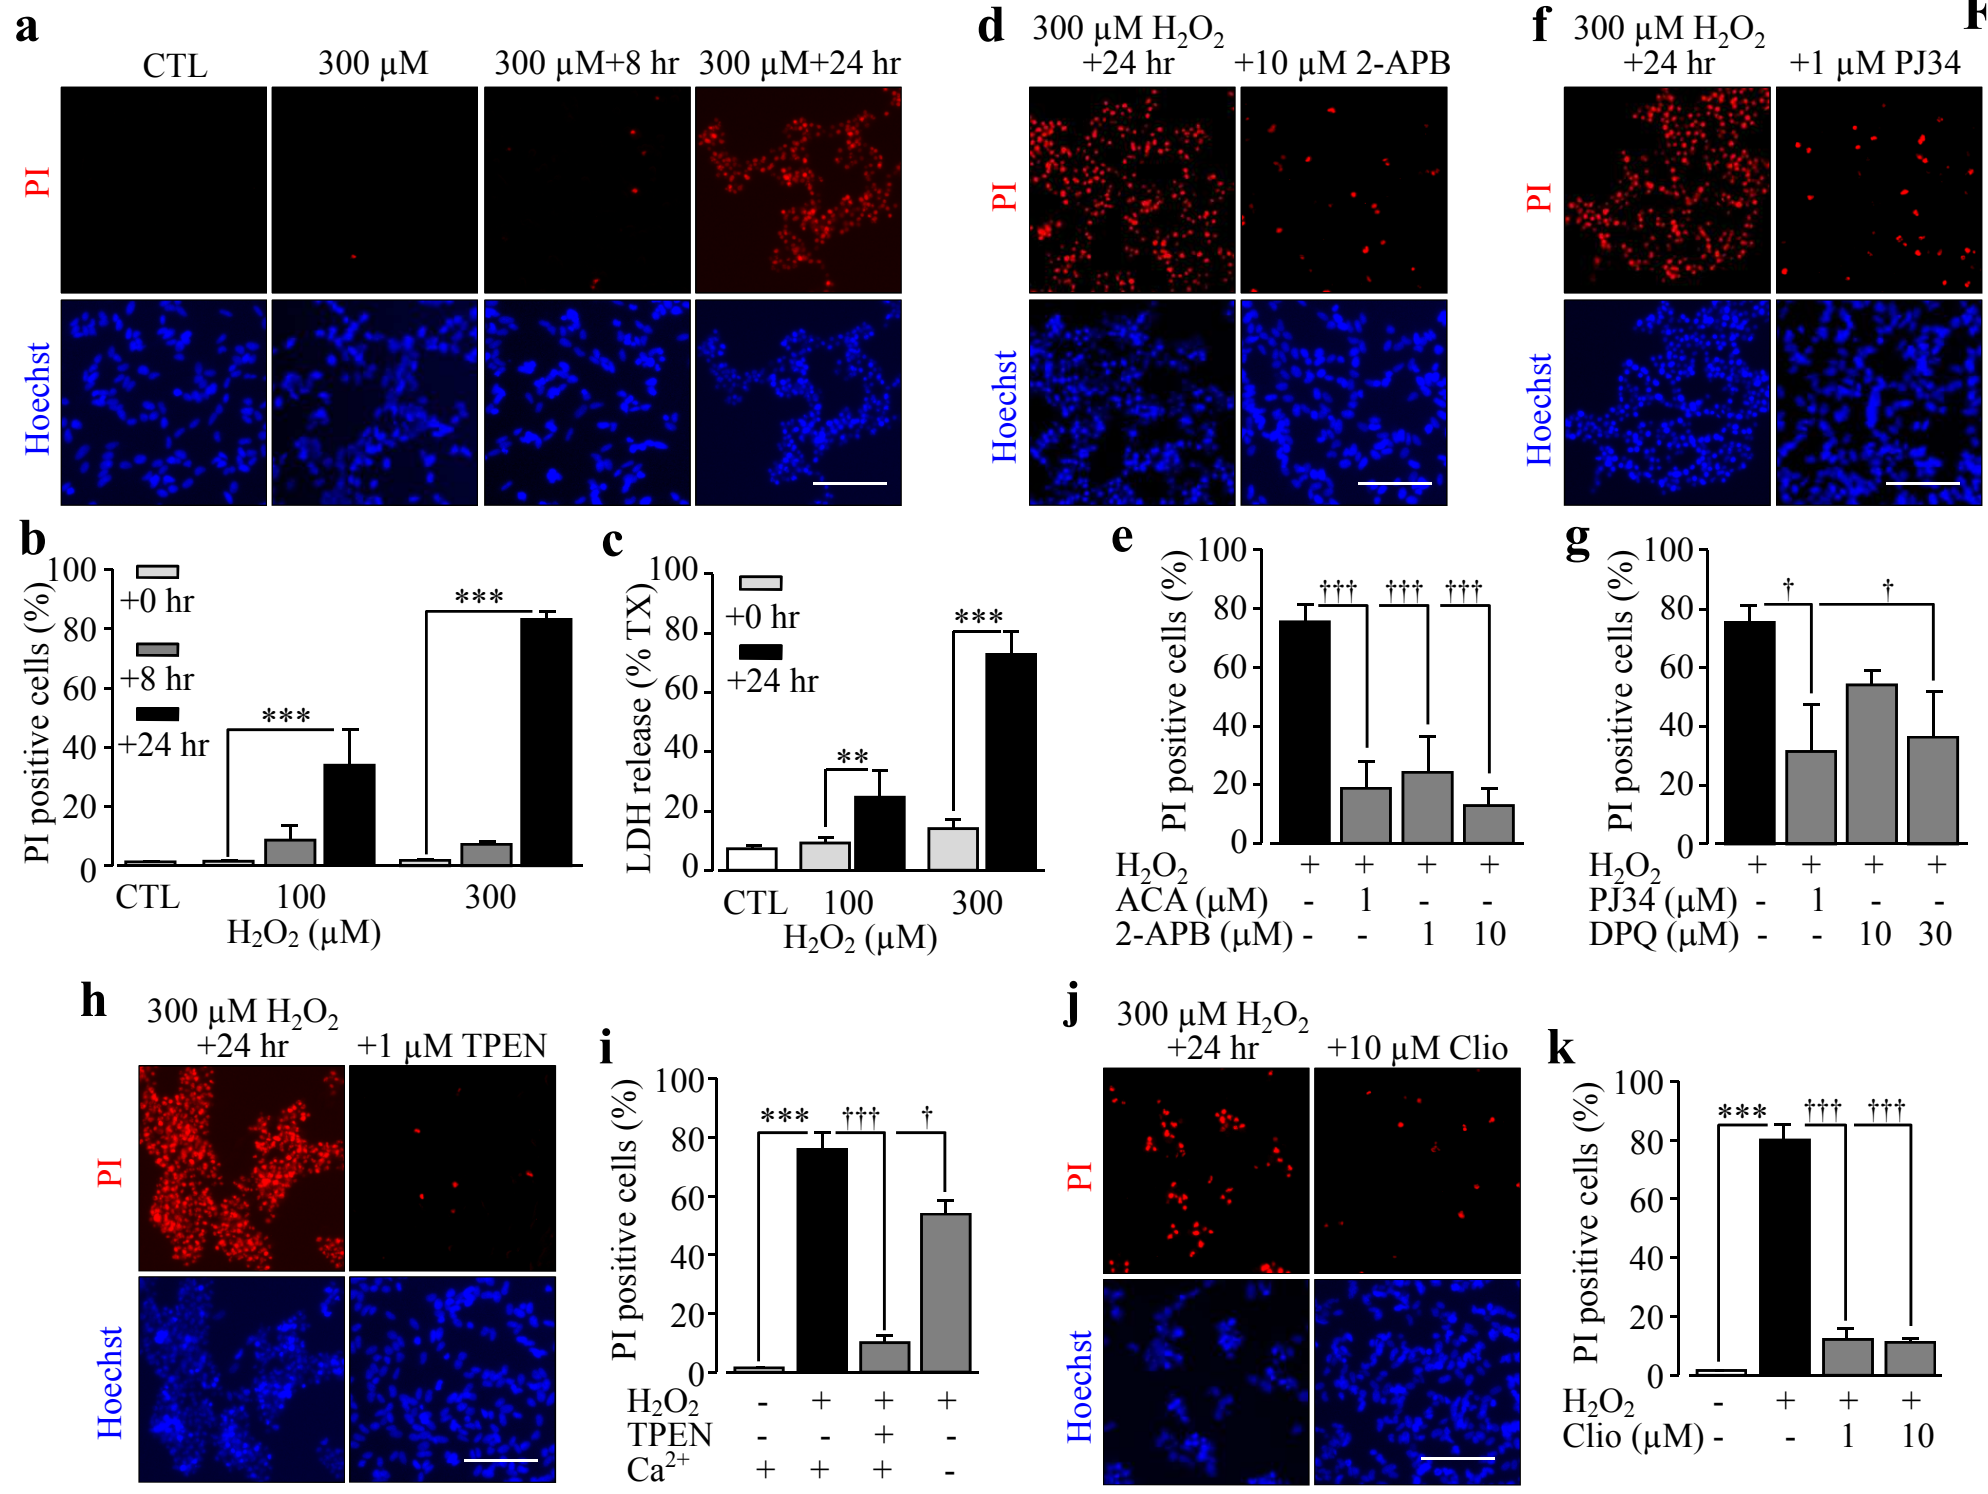 a
CTL
300 µM
300 µM+8 hr
300 µM+24 hr
PI
Hoechst
d
300 µM H₂O₂
+24 hr
+10 µM 2-APB
PI
Hoechst
f
300 µM H₂O₂
+24 hr
+1 µM PJ34
PI
Hoechst
b
PI positive cells (%)
100
80
60
40
20
0
+0 hr
+8 hr
+24 hr
***
***
CTL
100
300
H₂O₂ (µM)
c
LDH release (% TX)
100
80
60
40
20
0
+0 hr
+24 hr
**
***
CTL
100
300
H₂O₂ (µM)
e
PI positive cells (%)
100
80
60
40
20
0
††† ††† †††
H₂O₂ + + + +
ACA (µM) - 1 - -
2-APB (µM) - - 1 10
g
PI positive cells (%)
100
80
60
40
20
0
† †
H₂O₂ + + + +
PJ34 (µM) - 1 - -
DPQ (µM) - - 10 30
h
300 µM H₂O₂
+24 hr
+1 µM TPEN
PI
Hoechst
i
PI positive cells (%)
100
80
60
40
20
0
*** ††† †
H₂O₂ - + + +
TPEN - - + -
Ca²⁺ + + + -
j
300 µM H₂O₂
+24 hr
+10 µM Clio
PI
Hoechst
k
PI positive cells (%)
100
80
60
40
20
0
*** ††† †††
H₂O₂ - + + +
Clio (µM) - - 1 10